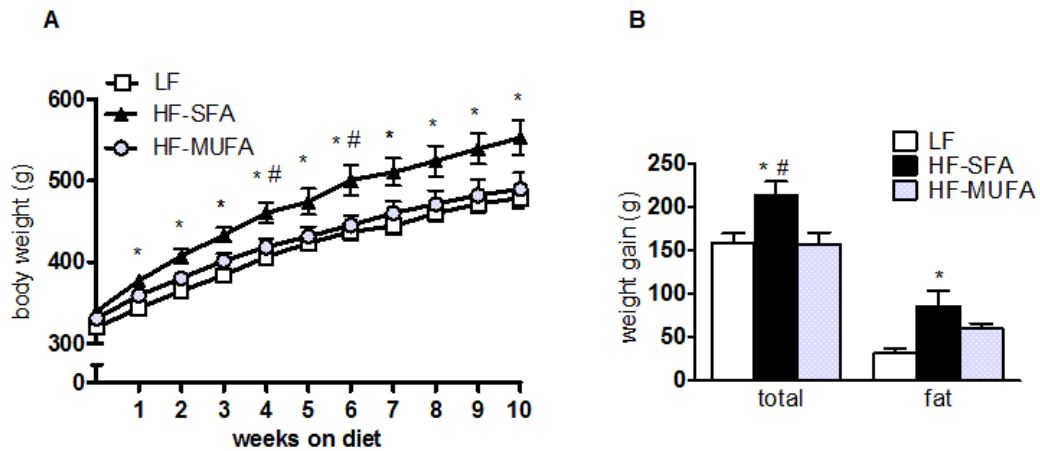 A
LF
HF-SFA
HF-MUFA
600
500
400
300
0
body weight (g)
* * * * # * * # * * * *
1 2 3 4 5 6 7 8 9 10
weeks on diet
B
LF
HF-SFA
HF-MUFA
250
200
150
100
50
0
weight gain (g)
* #
*
total fat